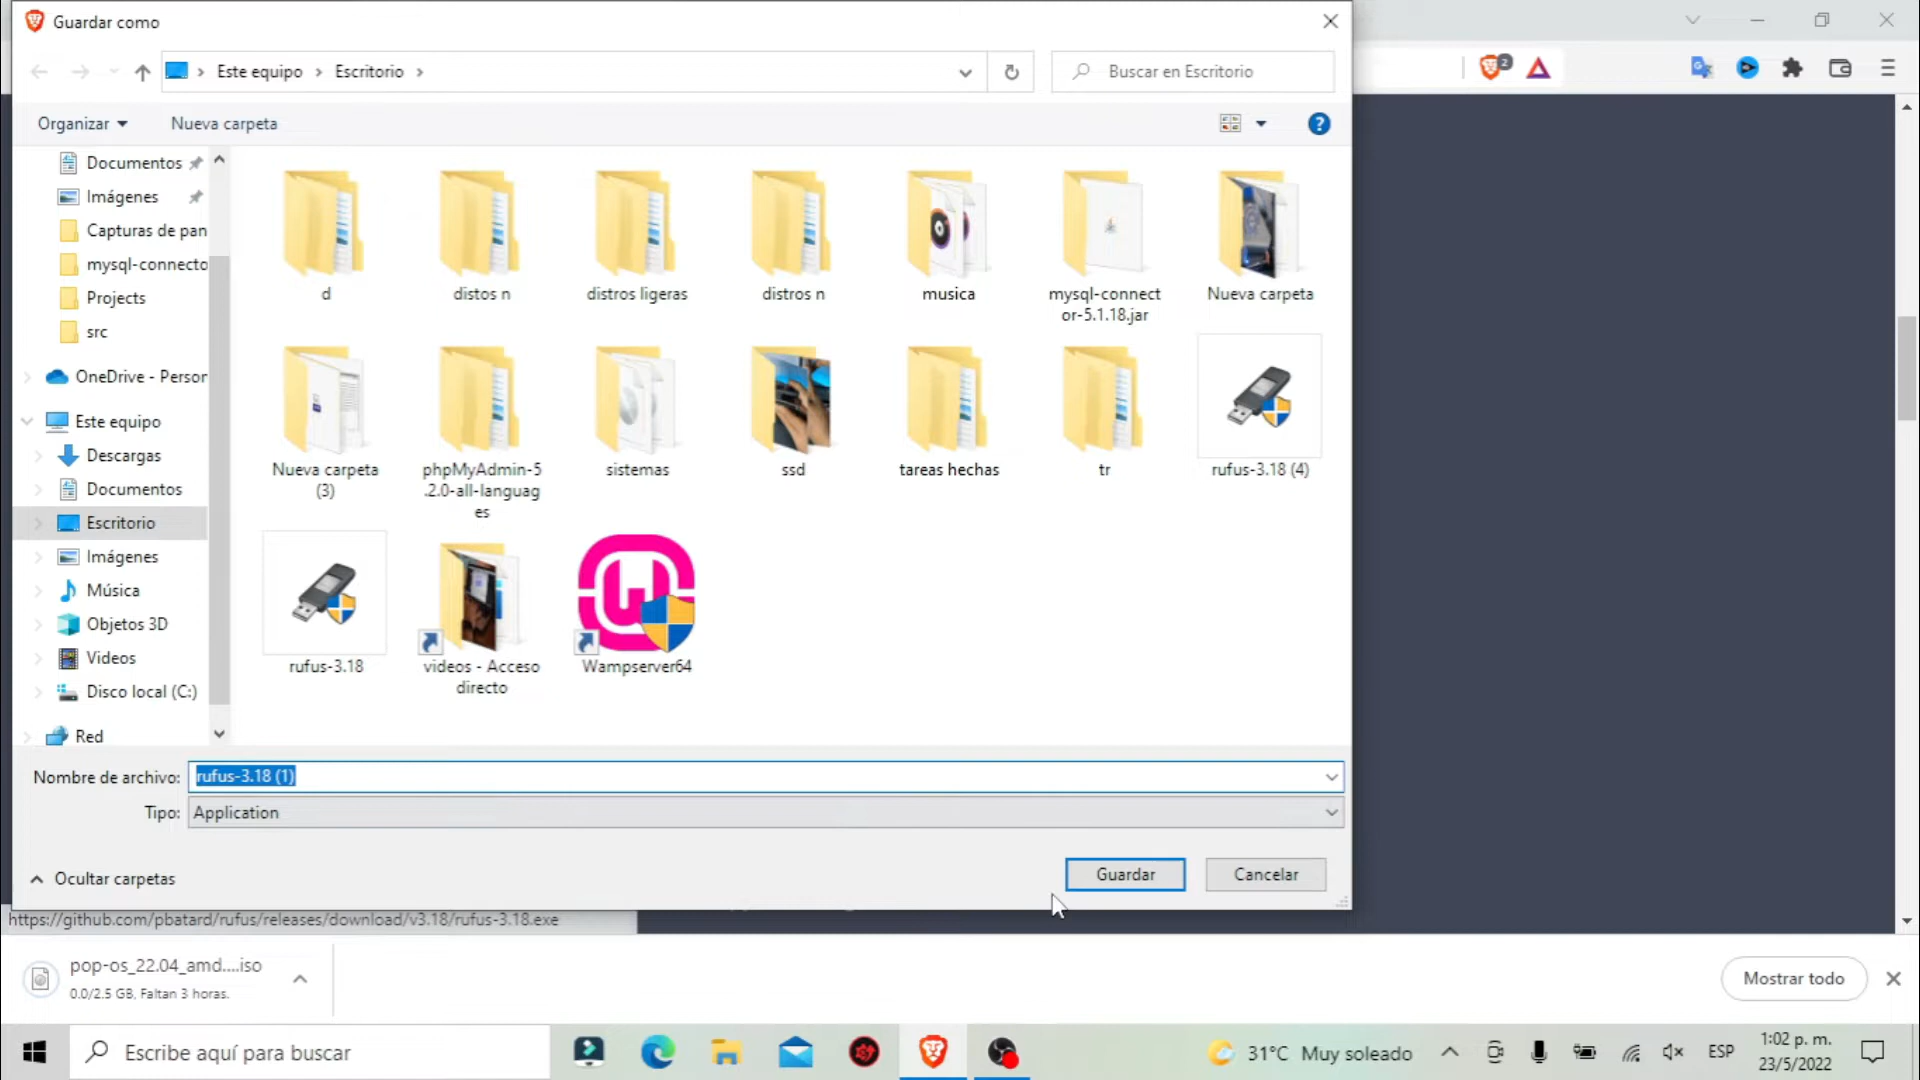 Guardar como
Este equipo
Escritorio
Buscar en Escritorio
2
Organizar
Nueva carpeta
?
Documentos
Imágenes
Capturas de pan
mysql-connecto
Projects
src
OneDrive - Person
Este equipo
Descargas
Documentos
Escritorio
Imágenes
Música
Objetos 3D
Videos
Disco local (C:)
Red
d
distos n
distros ligeras
distros n
musica
mysql-connect
or-5.1.18.jar
Nueva carpeta
Nueva carpeta
(3)
phpMyAdmin-5
.2.0-all-languag
es
sistemas
ssd
tareas hechas
tr
rufus-3.18 (4)
rufus-3.18
videos - Acceso
directo
Wampserver64
Nombre de archivo: rufus-3.18 (1)
Tipo: Application
Ocultar carpetas
Guardar
Cancelar
https://github.com/pbatard/rufus/releases/download/v3.18/rufus-3.18.exe
pop-os_22.04_amd....iso
0.0/2.5 GB, Faltan 3 horas.
Mostrar todo
Escribe aquí para buscar
31°C Muy soleado
ESP
1:02 p. m.
23/5/2022